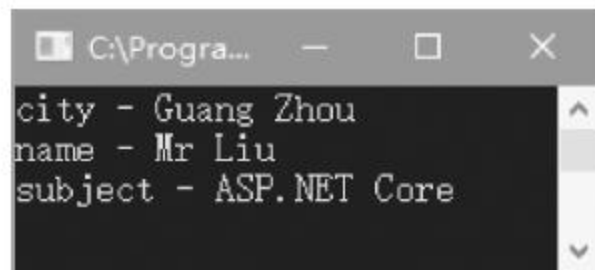 C:\Progra...
city - Guang Zhou
name - Mr Liu
subject - ASP.NET Core